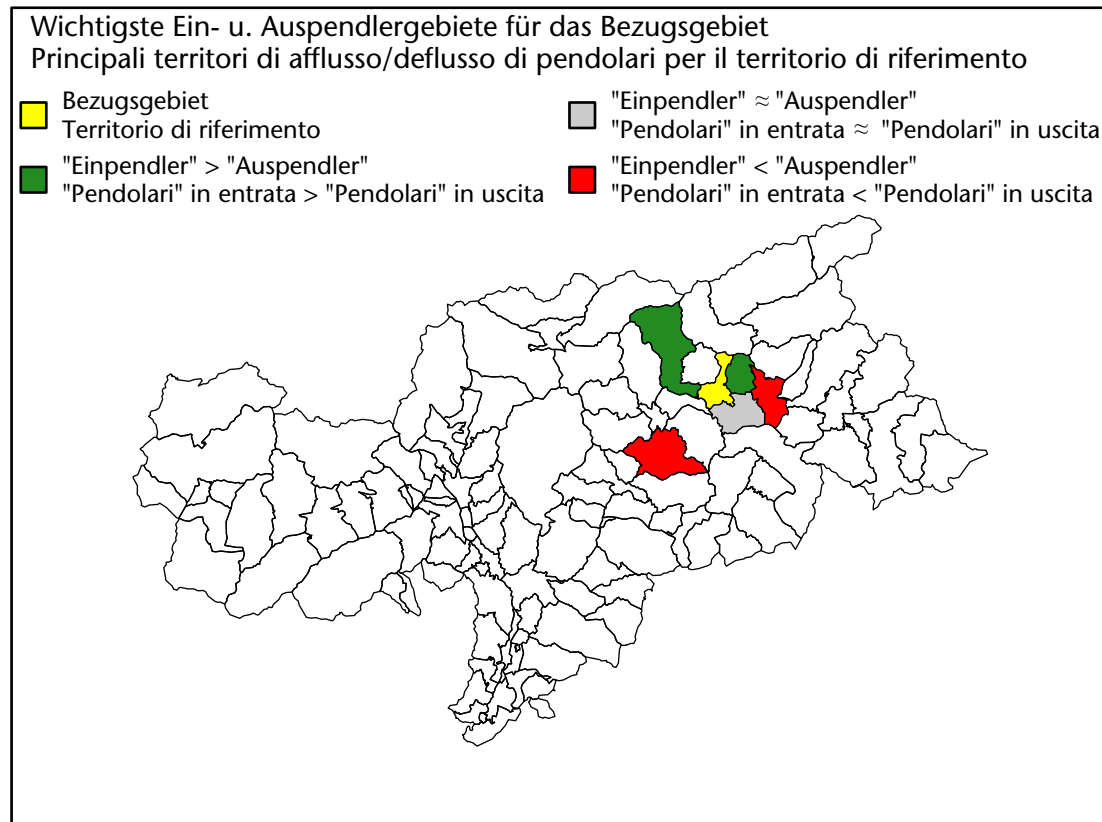 Wichtigste Ein- u. Auspendlergebiete für das Bezugsgebiet
Principali territori di afflusso/deflusso di pendolari per il territorio di riferimento
Bezugsgebiet
Territorio di riferimento
"Einpendler" > "Auspendler"
"Pendolari" in entrata > "Pendolari" in uscita
"Einpendler" ≈ "Auspendler"
"Pendolari" in entrata ≈ "Pendolari" in uscita
"Einpendler" < "Auspendler"
"Pendolari" in entrata < "Pendolari" in uscita